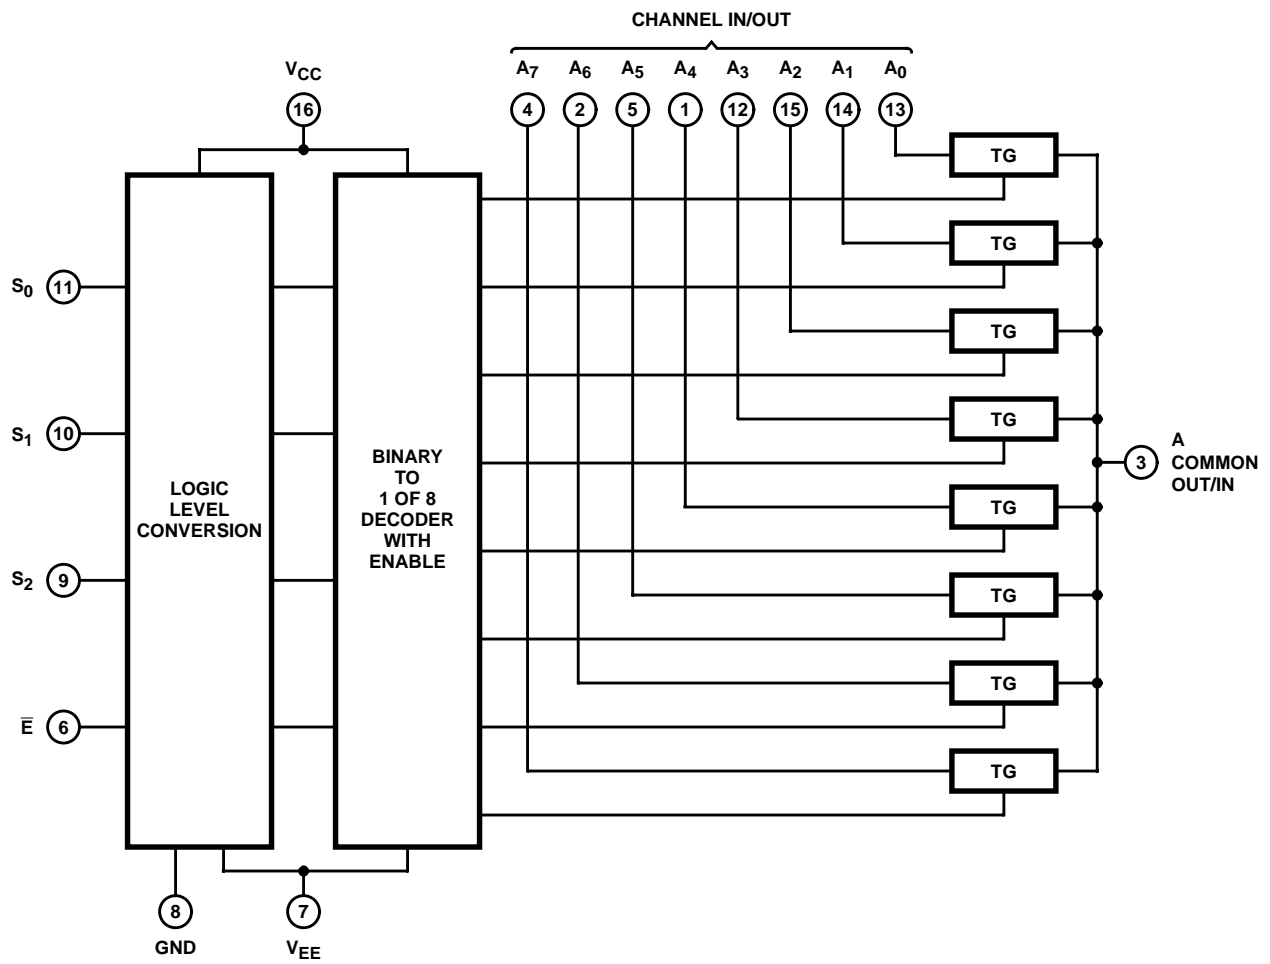 CHANNEL IN/OUT
VCC A7 A6 A5 A4 A3 A2 A1 A0
16 4 2 5 1 12 15 14 13
TG
TG
S0 11
TG
TG
S1 10
A
COMMON
OUT/IN
3
BINARY
TO
1 OF 8
DECODER
WITH
ENABLE
LOGIC
LEVEL
CONVERSION
TG
S2 9
TG
TG
E̅ 6
TG
8 7
GND VEE